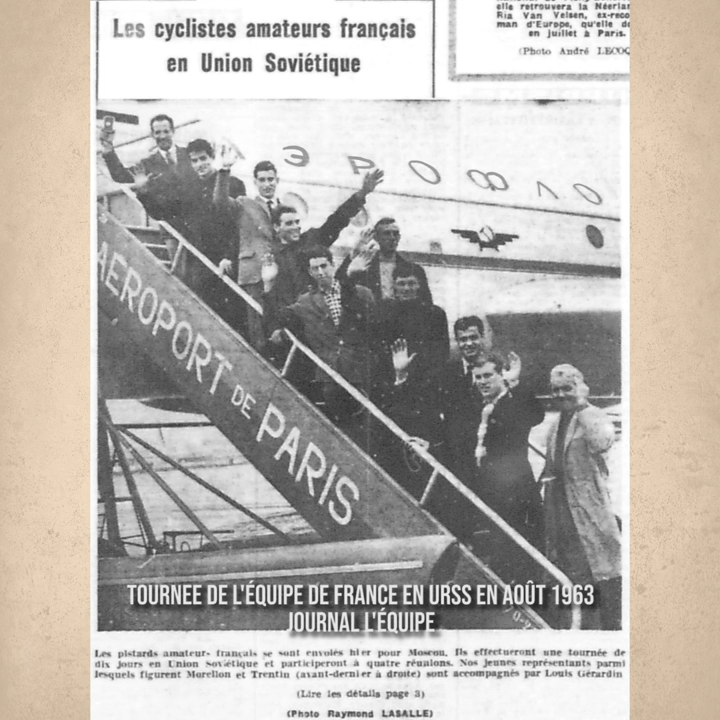 elle retrouvera la Néerlan
Ria Van Velsen, ex-reco
man d'Europe, qu'elle d
en juillet à Paris.
(Photo André LECOQ
Les cyclistes amateurs français
en Union Soviétique
АЭРОФЛО
AEROPORT DE PARIS
TOURNEE DE L'ÉQUIPE DE FRANCE EN URSS EN AOÛT 1963
JOURNAL L'ÉQUIPE
Les pistards amateurs français se sont envolés hier pour Moscou. Ils effectueront une tournée de
dix jours en Union Soviétique et participeront à quatre réunions. Nos jeunes représentants parmi
lesquels figurent Morellon et Trentin (avant-dernier à droite) sont accompagnés par Louis Gérardin
(Lire les détails page 3)
(Photo Raymond LASALLE)